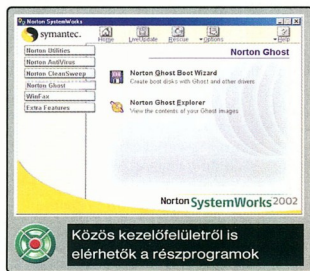 Norton SystemWorks
symantec.
Home
LiveUpdate
Rescue
Options
Help
Norton Utilities
Norton AntiVirus
Norton CleanSweep
Norton Ghost
WinFax
Extra Features
Norton Ghost
Norton Ghost Boot Wizard
Create boot disks with Ghost and other drivers
Norton Ghost Explorer
View the contents of your Ghost images
Norton SystemWorks 2002
Közös kezelőfelületről is
elérhetők a részprogramok